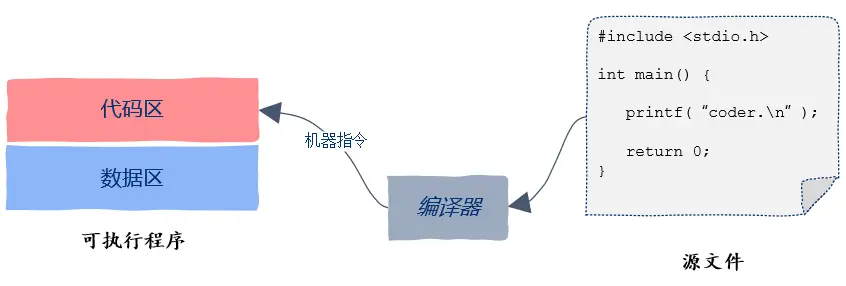 代码区
数据区
可执行程序
机器指令
编译器
#include <stdio.h>
int main() {
printf( “coder.\n” );
return 0;
}
源文件